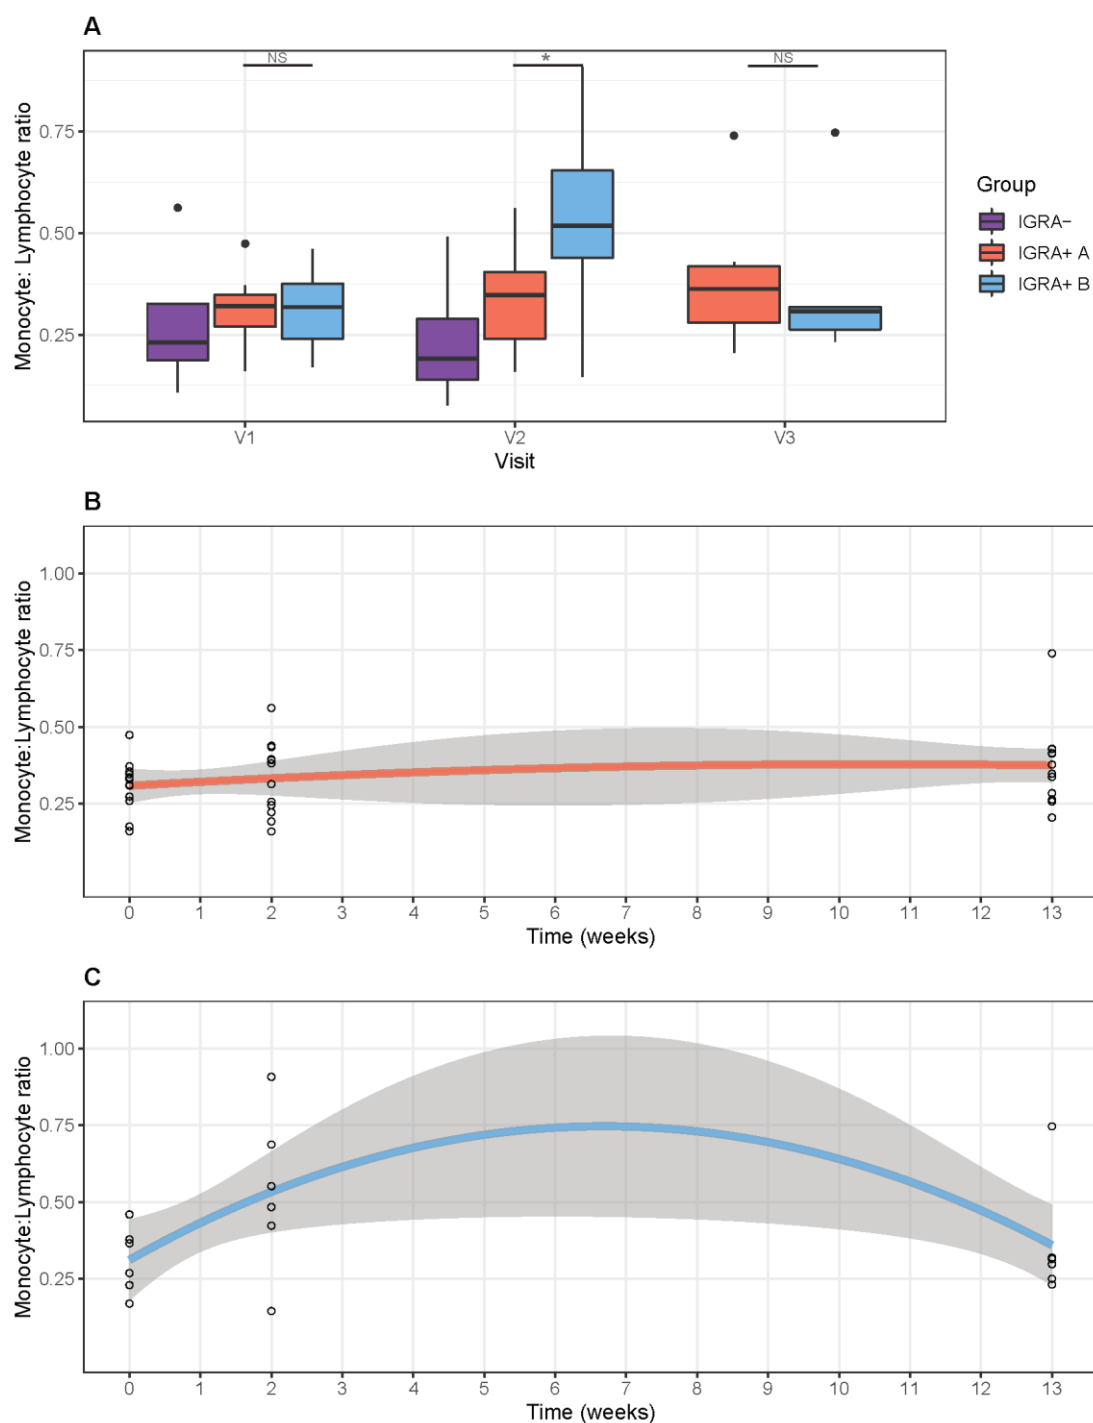 A
NS
*
NS
Monocyte: Lymphocyte ratio
0.75
0.50
0.25
V1
V2
V3
Visit
Group
IGRA−
IGRA+ A
IGRA+ B
B
Monocyte:Lymphocyte ratio
1.00
0.75
0.50
0.25
0 1 2 3 4 5 6 7 8 9 10 11 12 13
Time (weeks)
C
Monocyte:Lymphocyte ratio
1.00
0.75
0.50
0.25
0 1 2 3 4 5 6 7 8 9 10 11 12 13
Time (weeks)